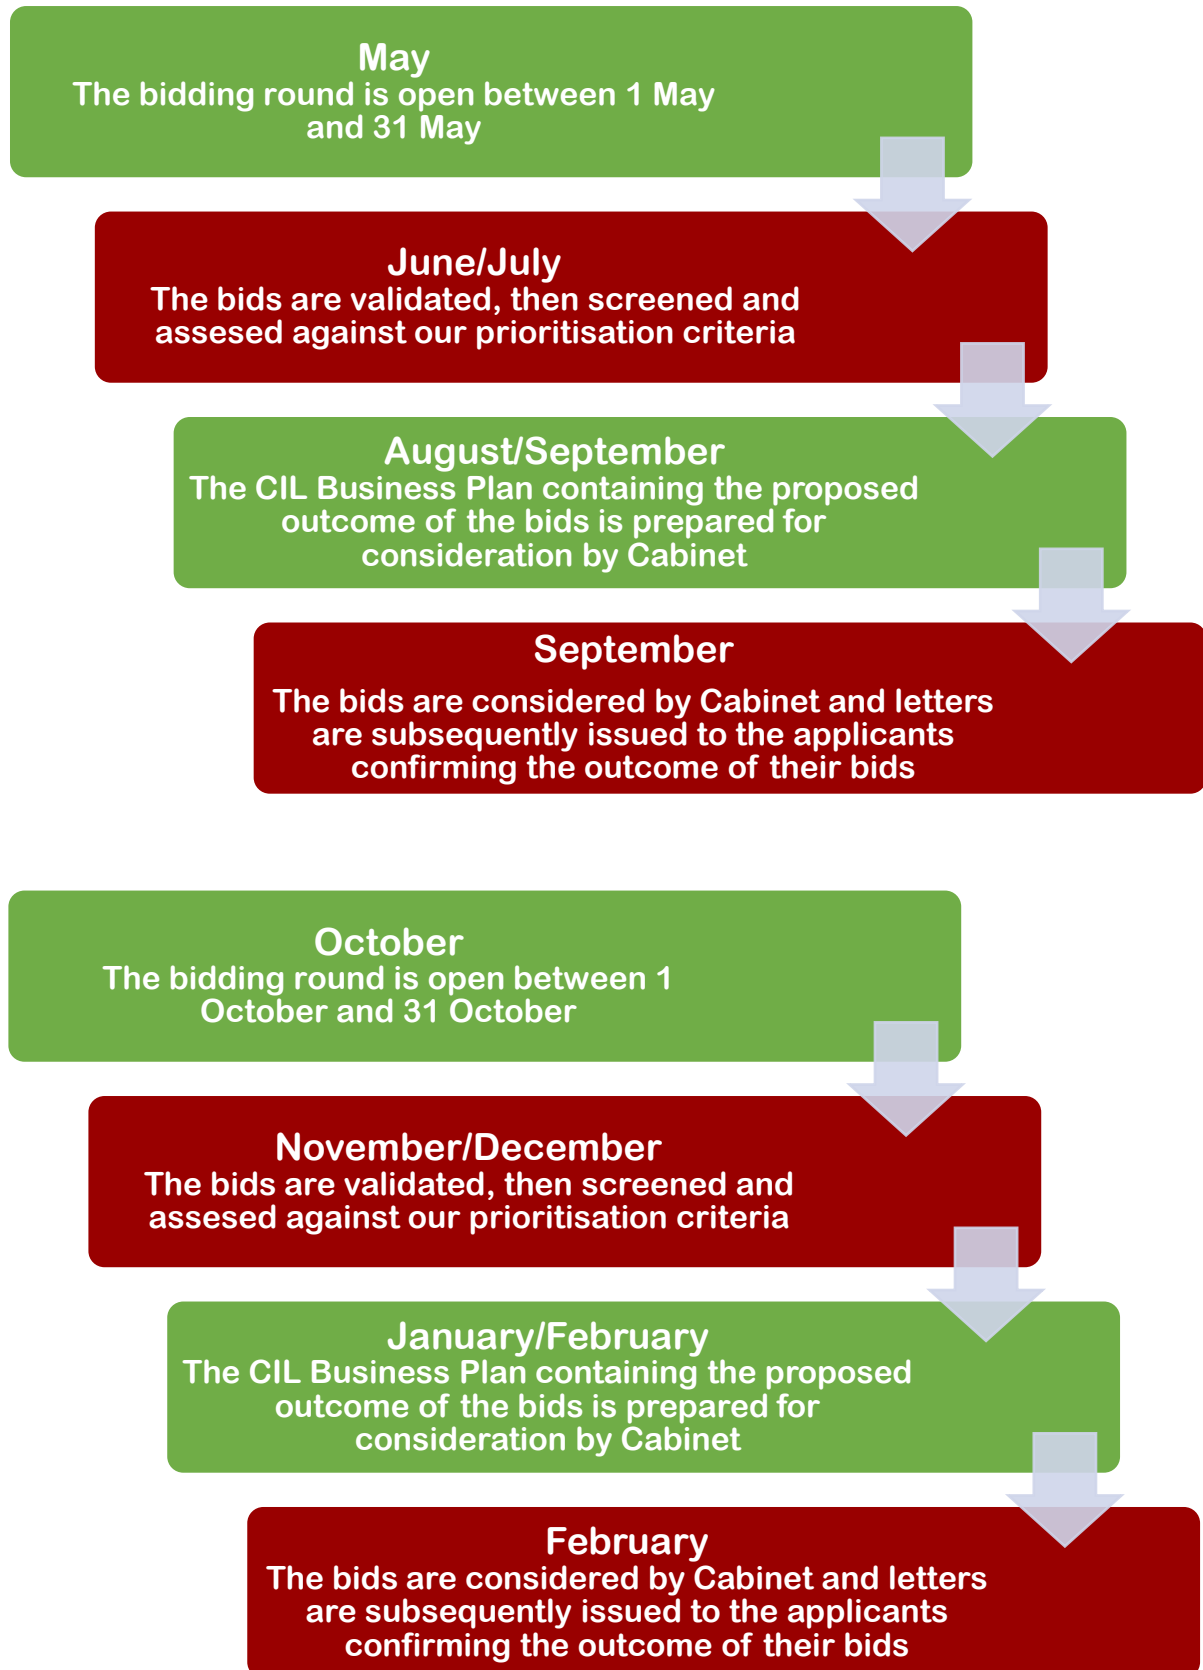 May
The bidding round is open between 1 May
and 31 May
June/July
The bids are validated, then screened and
assesed against our prioritisation criteria
August/September
The CIL Business Plan containing the proposed
outcome of the bids is prepared for
consideration by Cabinet
September
The bids are considered by Cabinet and letters
are subsequently issued to the applicants
confirming the outcome of their bids
October
The bidding round is open between 1
October and 31 October
November/December
The bids are validated, then screened and
assesed against our prioritisation criteria
January/February
The CIL Business Plan containing the proposed
outcome of the bids is prepared for
consideration by Cabinet
February
The bids are considered by Cabinet and letters
are subsequently issued to the applicants
confirming the outcome of their bids